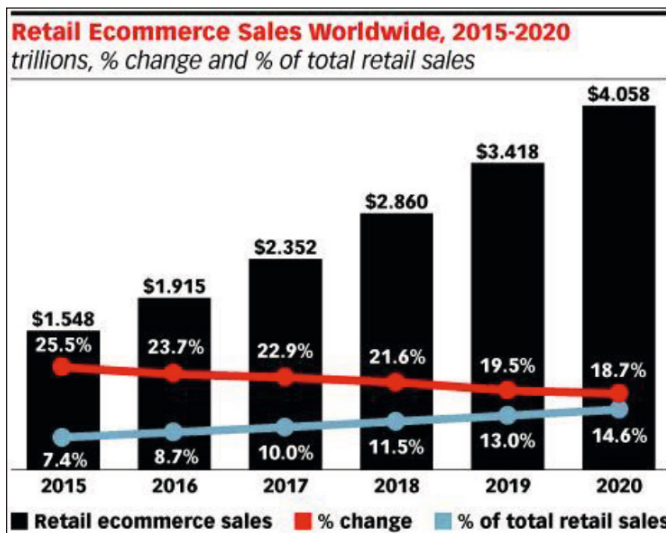 Retail Ecommerce Sales Worldwide, 2015-2020
trillions, % change and % of total retail sales
$4.058
$3.418
$2.860
$2.352
$1.915
$1.548
25.5% 23.7% 22.9% 21.6% 19.5% 18.7%
7.4% 8.7% 10.0% 11.5% 13.0% 14.6%
2015 2016 2017 2018 2019 2020
Retail ecommerce sales % change % of total retail sales